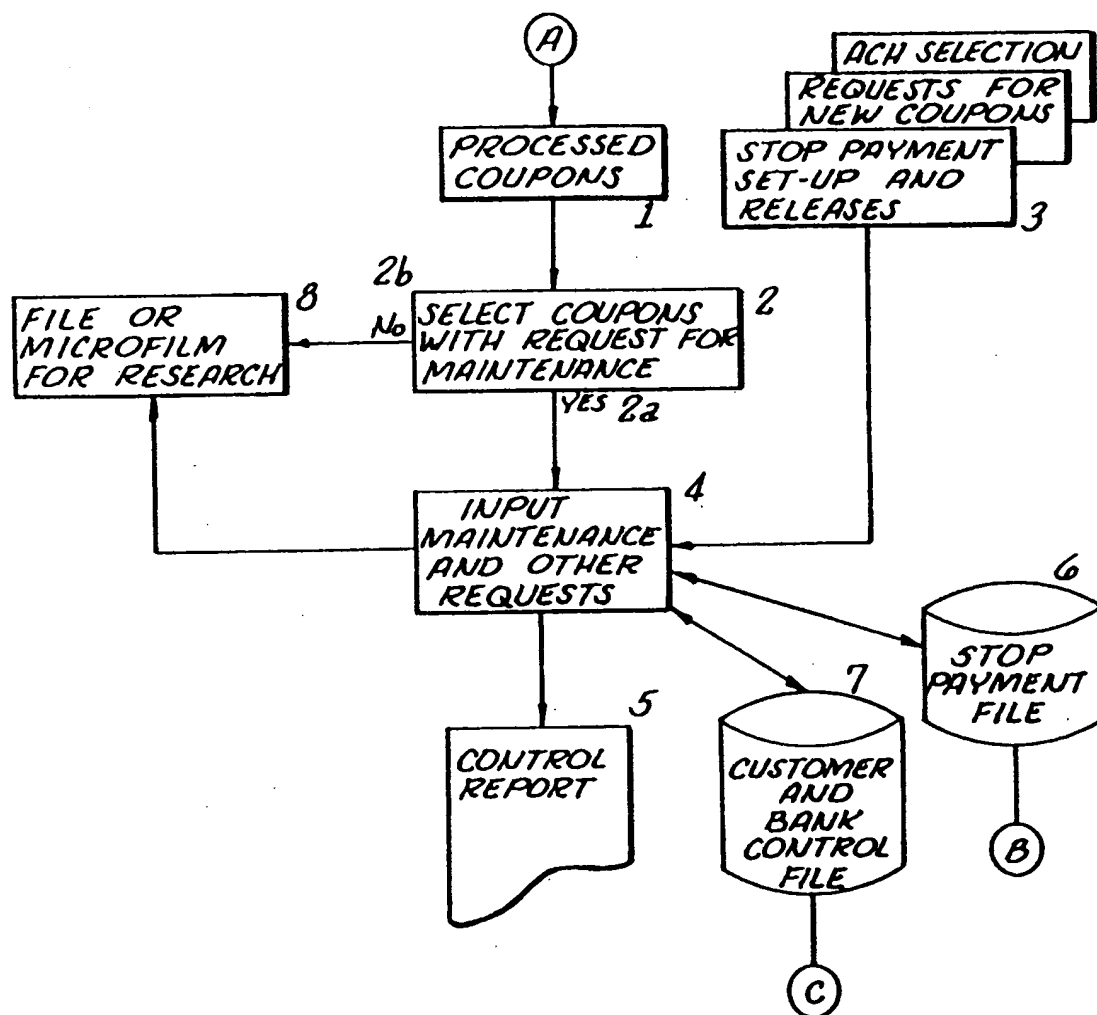 A
ACH SELECTION
REQUESTS FOR
NEW COUPONS
STOP PAYMENT
SET-UP AND
RELEASES
3
PROCESSED
COUPONS
1
2b
8
FILE OR
MICROFILM
FOR RESEARCH
No
SELECT COUPONS
WITH REQUEST FOR
MAINTENANCE
2
YES 2a
INPUT
MAINTENANCE
AND OTHER
REQUESTS
4
6
STOP
PAYMENT
FILE
B
5
CONTROL
REPORT
7
CUSTOMER
AND
BANK
CONTROL
FILE
C